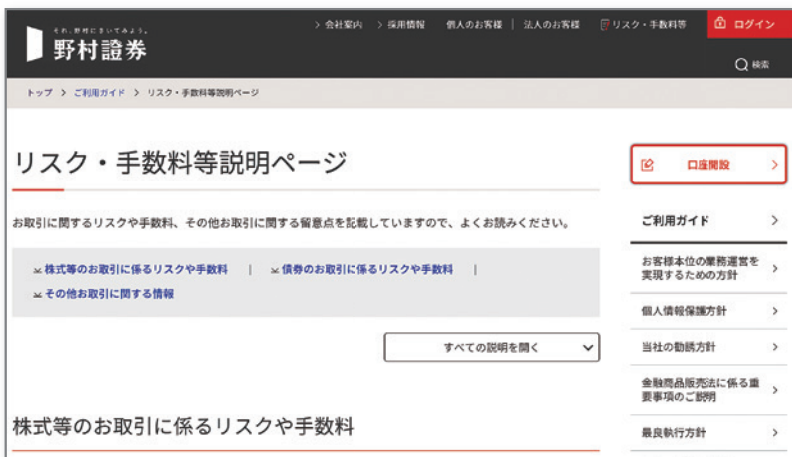 それ、野村にきいてみよう。
野村證券
> 会社案内 > 採用情報 個人のお客様 | 法人のお客様 リスク・手数料等 ログイン
検索
トップ > ご利用ガイド > リスク・手数料等説明ページ
リスク・手数料等説明ページ
お取引に関するリスクや手数料、その他お取引に関する留意点を記載していますので、よくお読みください。
株式等のお取引に係るリスクや手数料 | 債券のお取引に係るリスクや手数料 |
その他お取引に関する情報
すべての説明を開く
株式等のお取引に係るリスクや手数料
口座開設
ご利用ガイド
お客様本位の業務運営を
実現するための方針
個人情報保護方針
当社の勧誘方針
金融商品販売法に係る重
要事項のご説明
最良執行方針